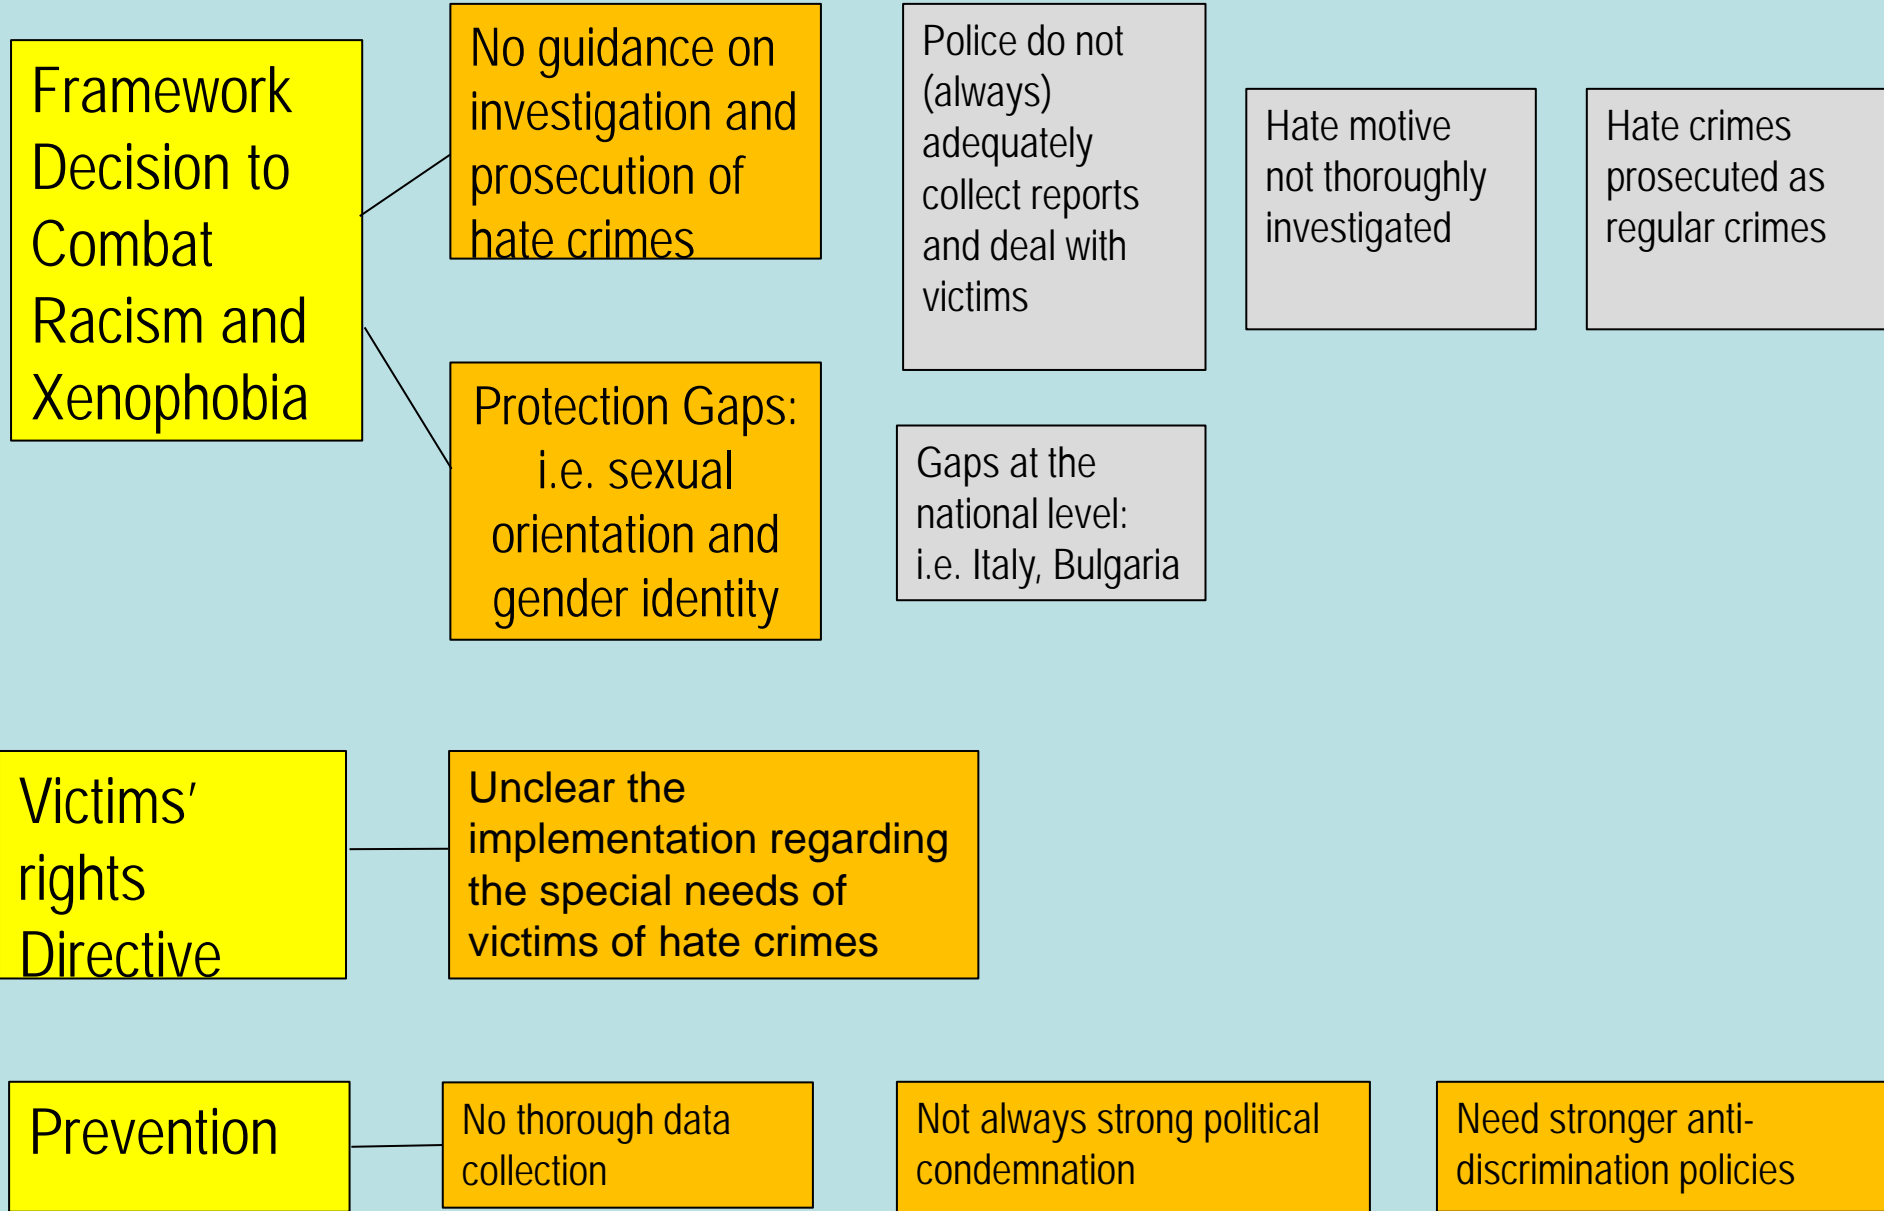 Framework
Decision to
Combat
Racism and
Xenophobia
No guidance on
investigation and
prosecution of
hate crimes
Police do not
(always)
adequately
collect reports
and deal with
victims
Hate motive
not thoroughly
investigated
Hate crimes
prosecuted as
regular crimes
Protection Gaps:
i.e. sexual
orientation and
gender identity
Gaps at the
national level:
i.e. Italy, Bulgaria
Victims’
rights
Directive
Unclear the
implementation regarding
the special needs of
victims of hate crimes
Prevention
No thorough data
collection
Not always strong political
condemnation
Need stronger anti-
discrimination policies